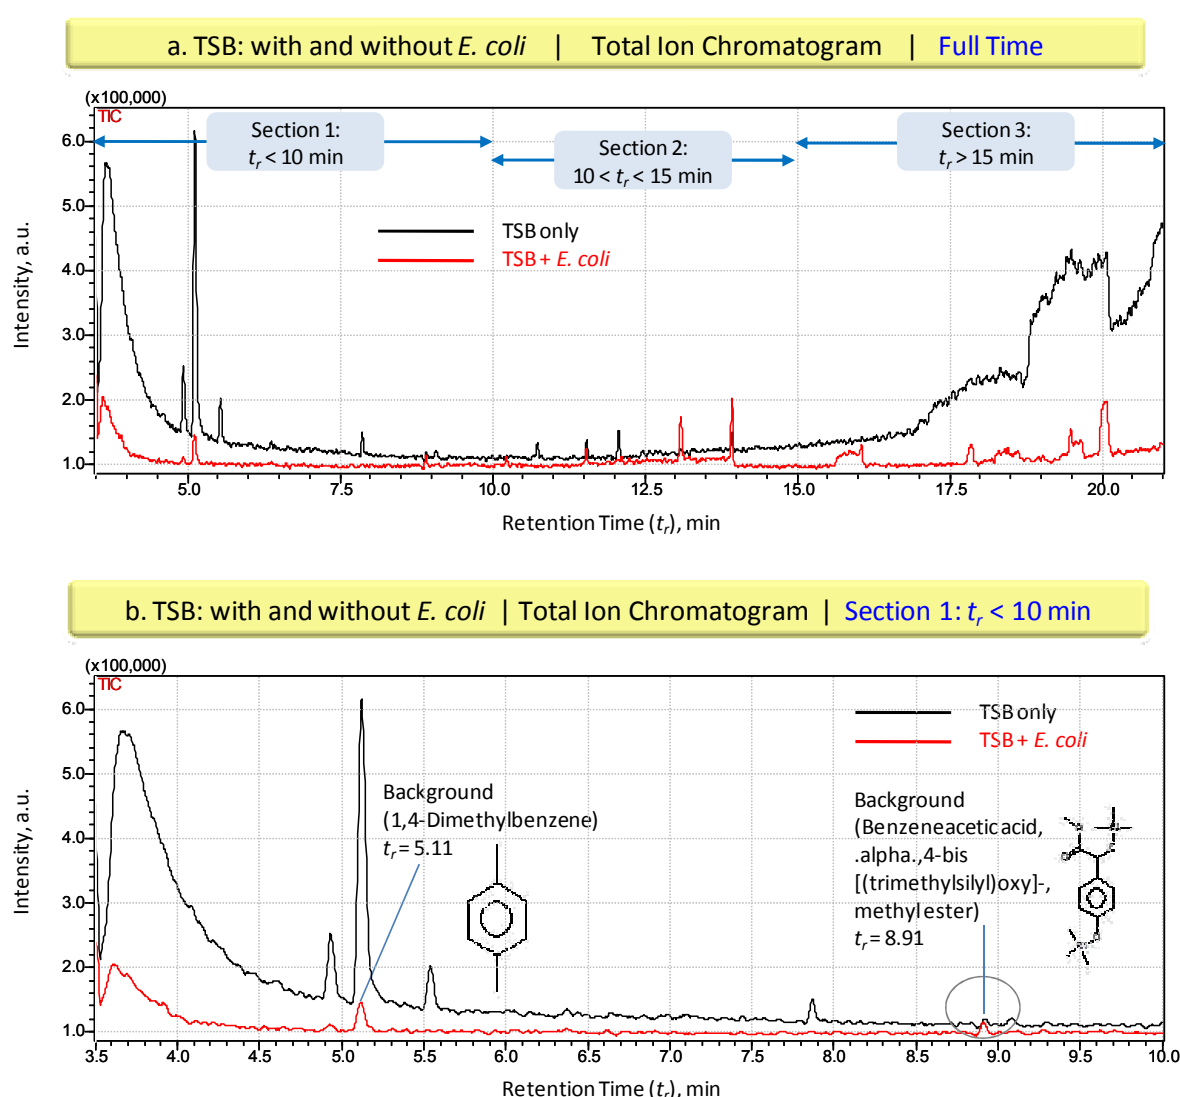 a. TSB: with and without E. coli | Total Ion Chromatogram | Full Time
(x100,000)
TIC
Section 1:
tr < 10 min
Section 2:
10 < tr < 15 min
Section 3:
tr > 15 min
6.0
5.0
4.0
3.0
2.0
1.0
TSB only
TSB + E. coli
Intensity, a.u.
5.0 7.5 10.0 12.5 15.0 17.5 20.0
Retention Time (tr), min
b. TSB: with and without E. coli | Total Ion Chromatogram | Section 1: tr < 10 min
(x100,000)
TIC
6.0
5.0
4.0
3.0
2.0
1.0
TSB only
TSB + E. coli
Background
(1,4-Dimethylbenzene)
tr = 5.11
Background
(Benzeneacetic acid,
.alpha.,4-bis
[(trimethylsilyl)oxy]-,
methyl ester)
tr = 8.91
Intensity, a.u.
3.5 4.0 4.5 5.0 5.5 6.0 6.5 7.0 7.5 8.0 8.5 9.0 9.5 10.0
Retention Time (tr), min